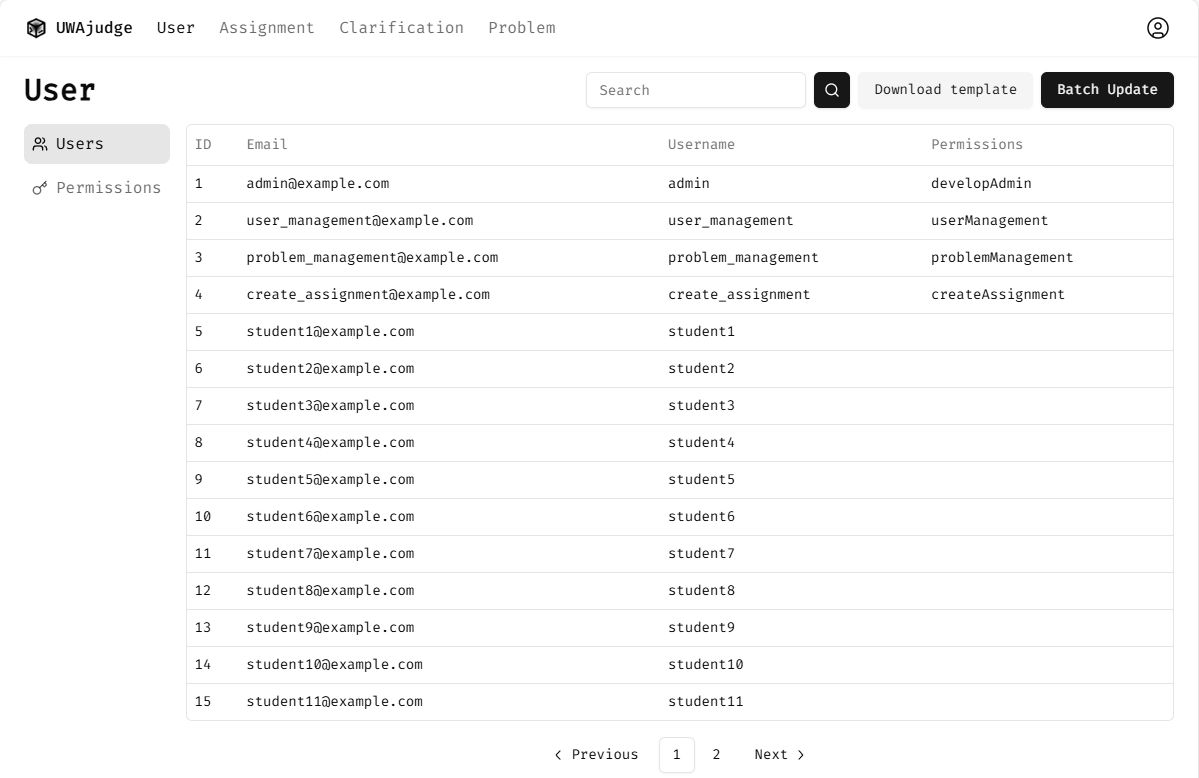 UWAjudge User Assignment Clarification Problem
User Search Download template Batch Update
Users
Permissions
ID Email Username Permissions
1 admin@example.com admin developAdmin
2 user_management@example.com user_management userManagement
3 problem_management@example.com problem_management problemManagement
4 create_assignment@example.com create_assignment createAssignment
5 student1@example.com student1
6 student2@example.com student2
7 student3@example.com student3
8 student4@example.com student4
9 student5@example.com student5
10 student6@example.com student6
11 student7@example.com student7
12 student8@example.com student8
13 student9@example.com student9
14 student10@example.com student10
15 student11@example.com student11
Previous 1 2 Next